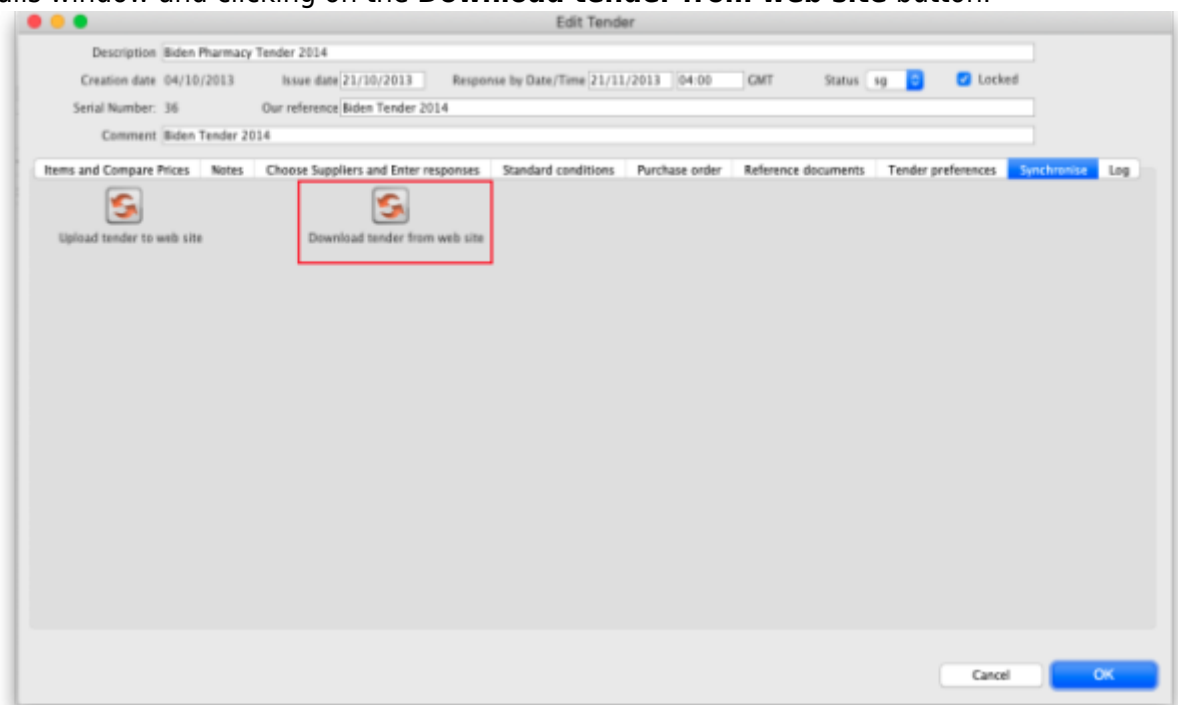 ails window and clicking on the Download tender from web site button.
Edit Tender
Description Biden Pharmacy Tender 2014
Creation date 04/10/2013 Issue date 21/10/2013 Response by Date/Time 21/11/2013 04:00 GMT Status sg Locked
Serial Number: 36 Our reference Biden Tender 2014
Comment Biden Tender 2014
Items and Compare Prices Notes Choose Suppliers and Enter responses Standard conditions Purchase order Reference documents Tender preferences Synchronise Log
Upload tender to web site Download tender from web site
Cancel OK